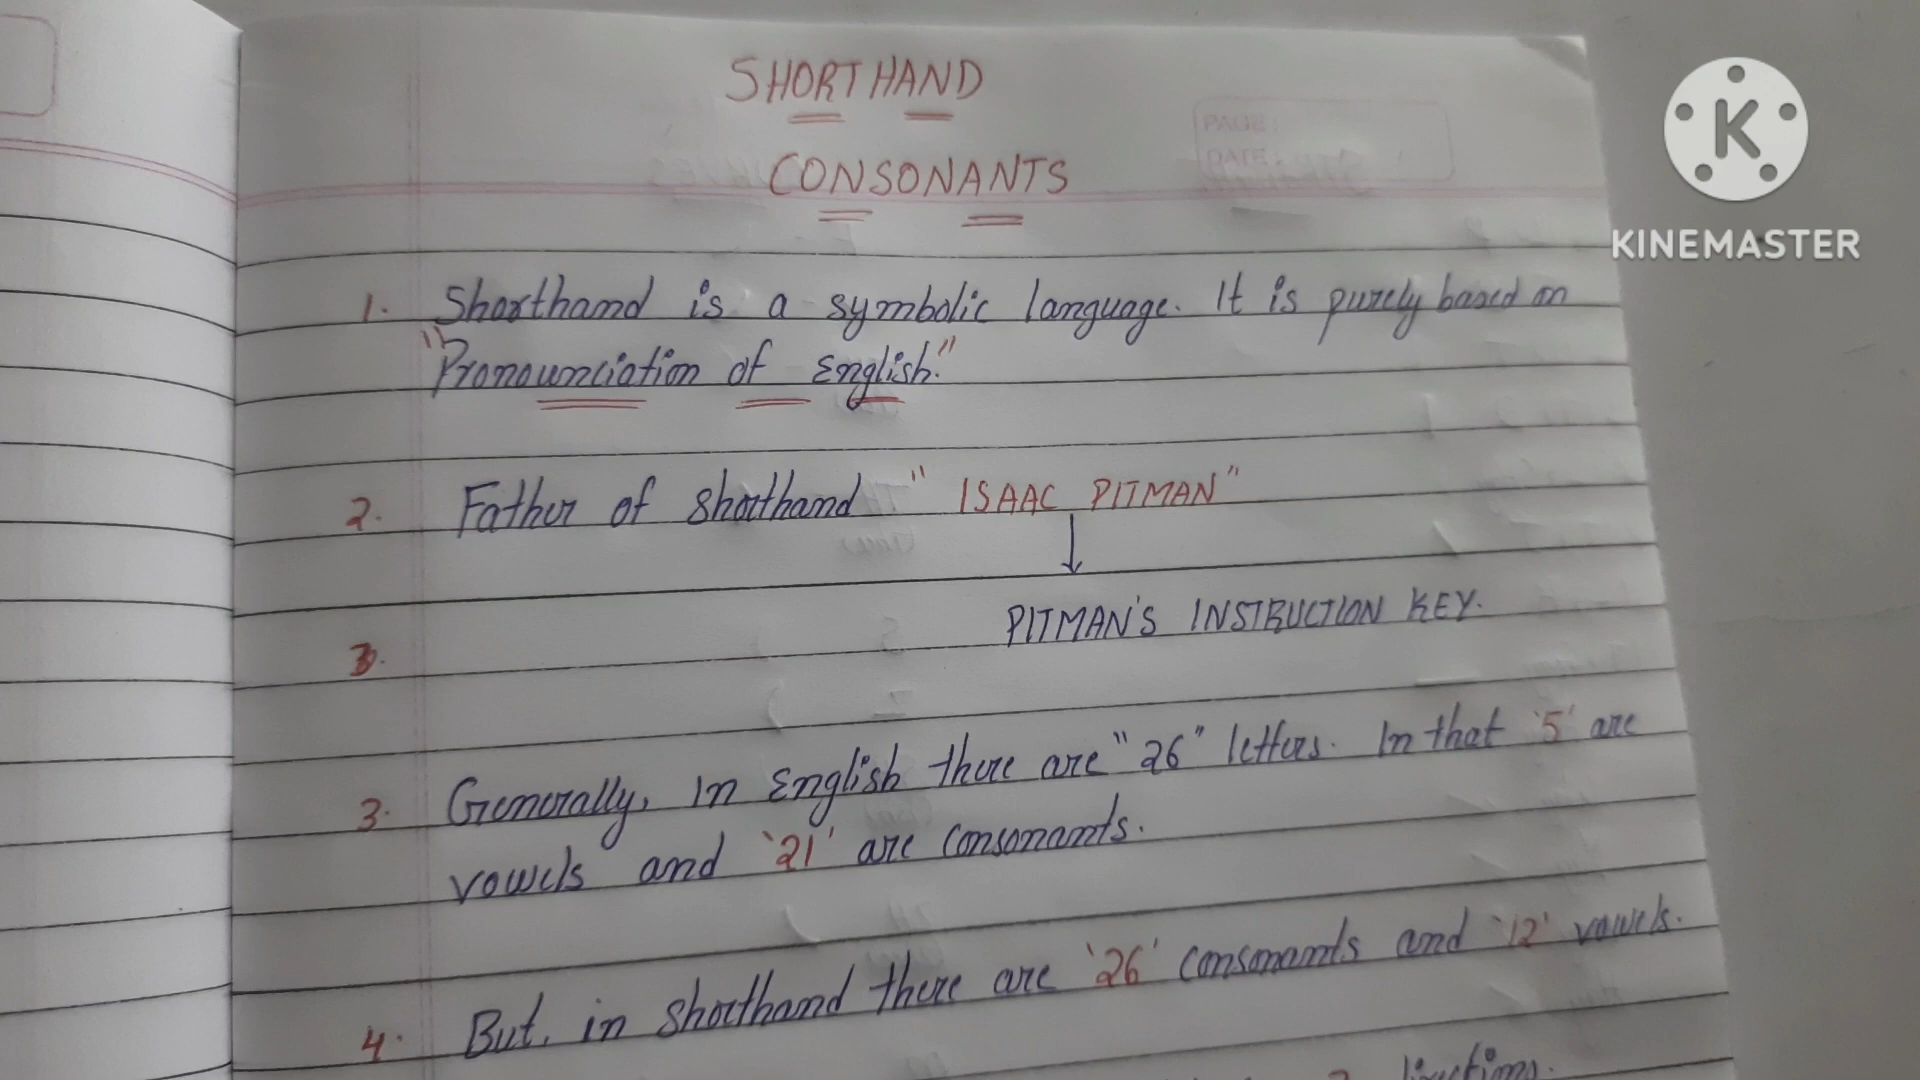 SHORTHAND
CONSONANTS
PAGE:
DATE:
K
KINEMASTER
1. Shorthand is a symbolic language. It is purely based on
"Pronounciation of English."
2. Father of shorthand "ISAAC PITMAN"
↓
PITMAN'S INSTRUCTION KEY.
3.
3. Generally, in English there are "26" letters. In that '5' are
vowels and '21' are consonants.
4. But, in shorthand there are '26' consonants and '12' vowels.